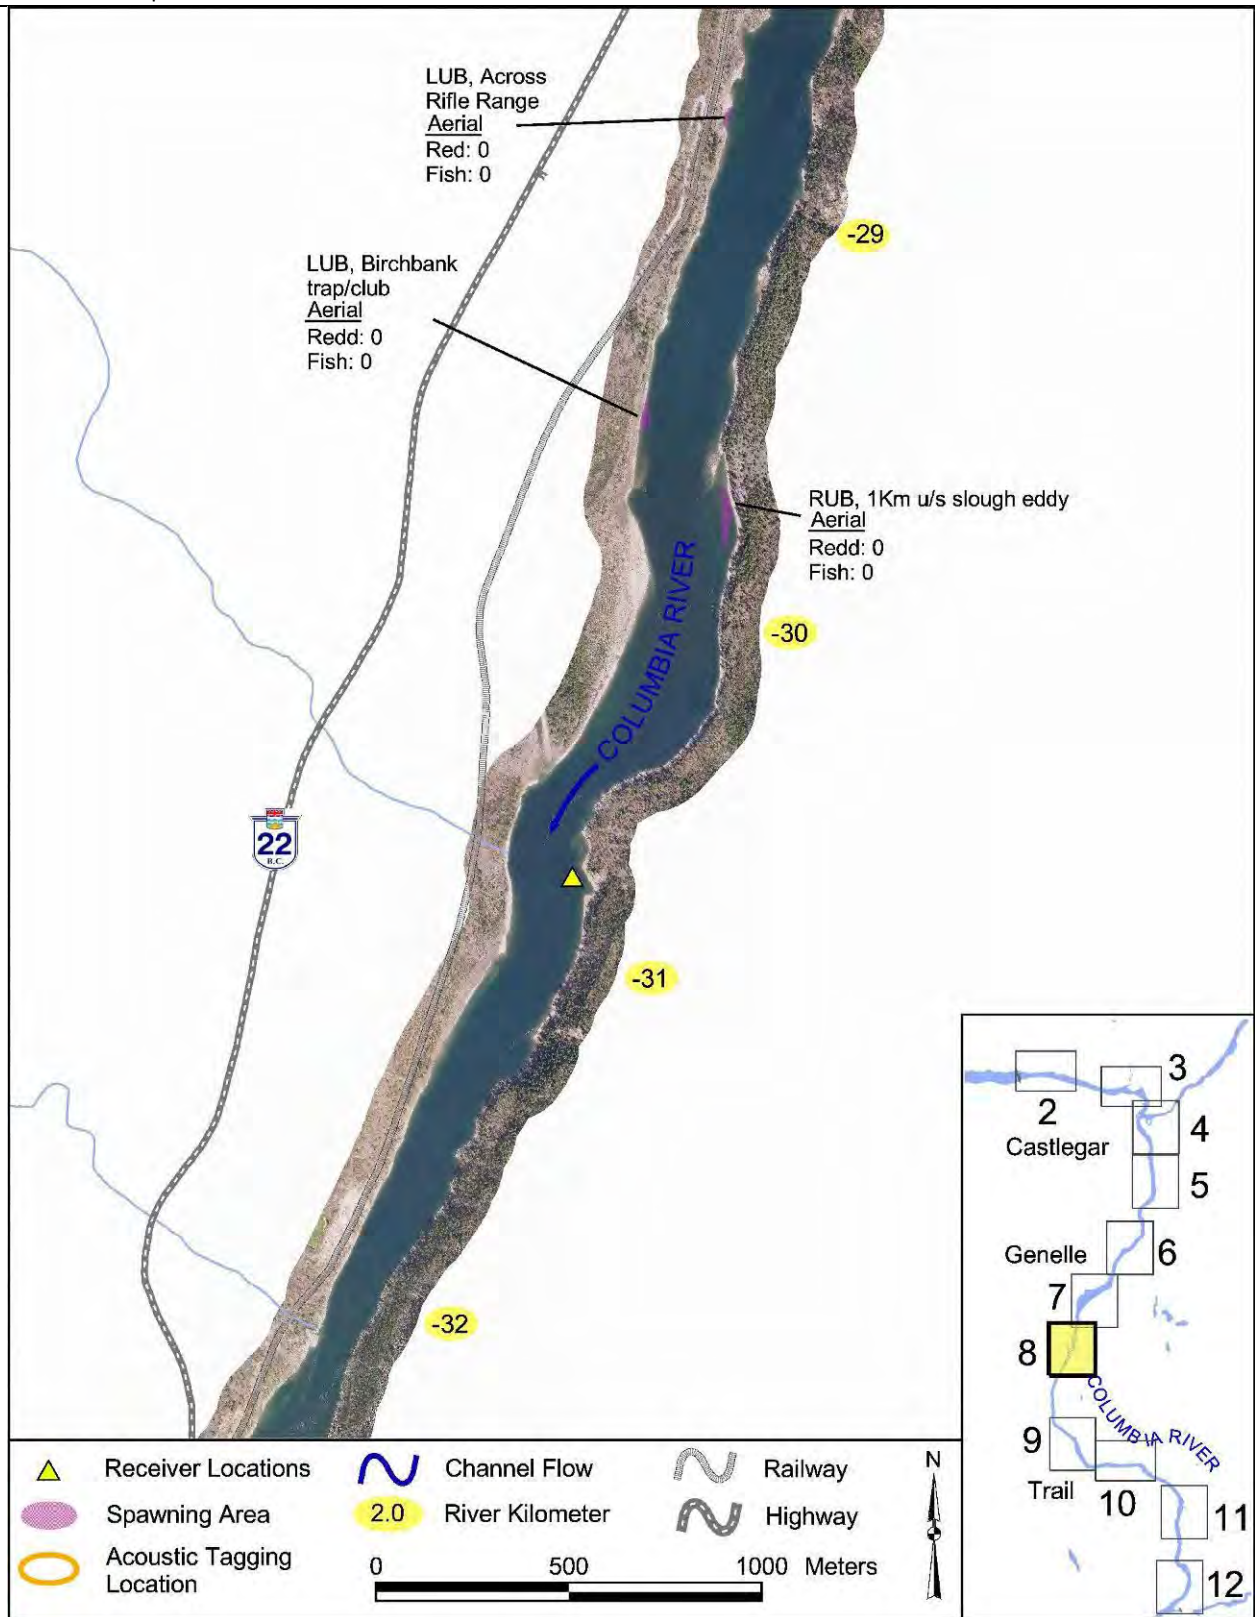 LUB, Across
Rifle Range
Aerial
Red: 0
Fish: 0
-29
LUB, Birchbank
trap/club
Aerial
Redd: 0
Fish: 0
RUB, 1Km u/s slough eddy
Aerial
Redd: 0
Fish: 0
-30
COLUMBIA RIVER
22
B.C.
-31
-32
3
2
Castlegar
4
5
Genelle
6
7
8
COLUMBIA RIVER
9
Trail
10
11
12
Receiver Locations
Channel Flow
Railway
N
Spawning Area
2.0
River Kilometer
Highway
Acoustic Tagging
Location
0
500
1000 Meters